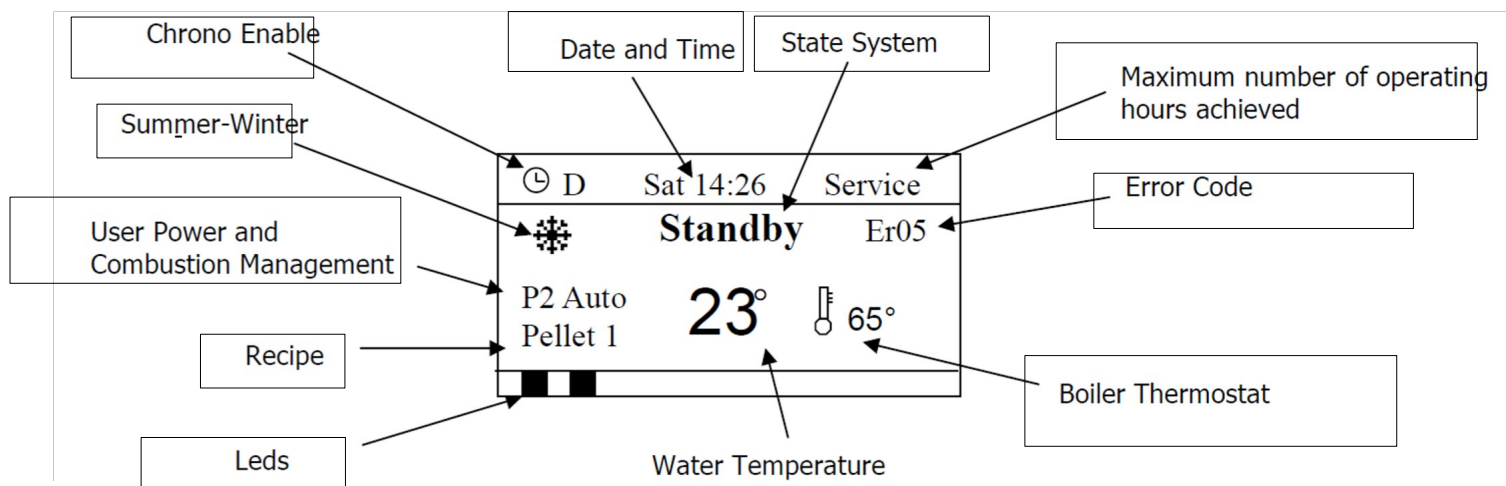 Chrono Enable
Date and Time
State System
Maximum number of operating
hours achieved
Summer-Winter
D Sat 14:26 Service
Error Code
Standby Er05
User Power and
Combustion Management
P2 Auto
23° 65°
Pellet 1
Recipe
Boiler Thermostat
Leds
Water Temperature